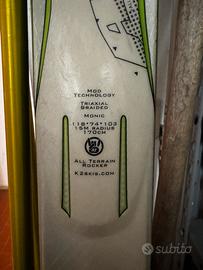 MOD
TECHNOLOGY
TRIAXIAL
BRAIDED
MONIC
118*74*103
15M RADIUS
170CM
ALL TERRAIN
ROCKER
K2SKIS.COM
subito